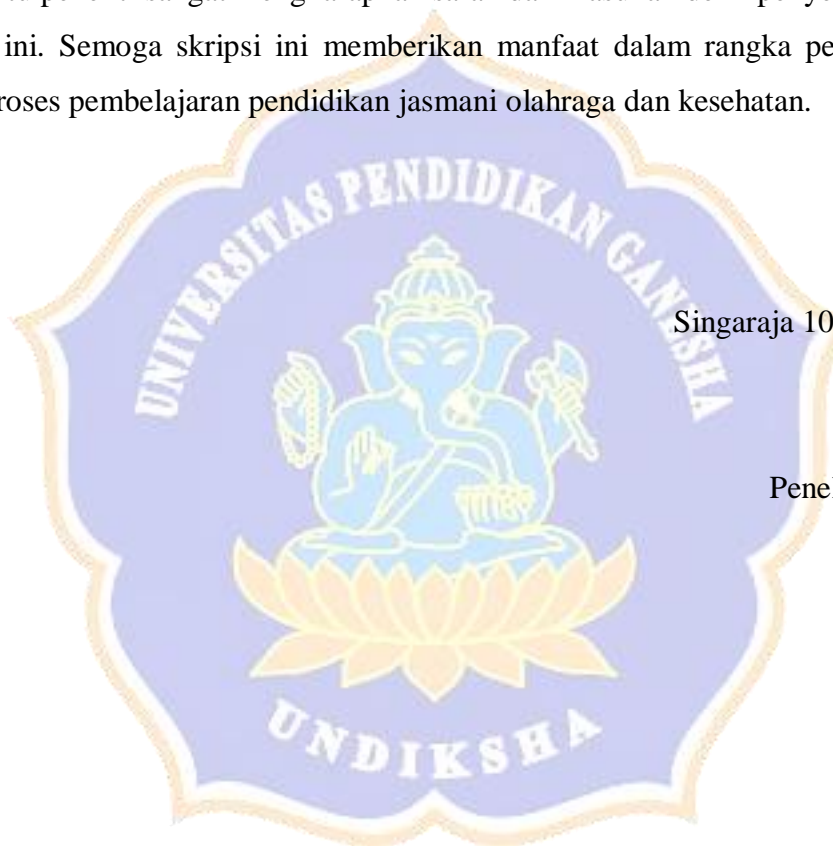 ini. Semoga skripsi ini memberikan manfaat dalam rangka pe
roses pembelajaran pendidikan jasmani olahraga dan kesehatan.
UNIVERSITAS PENDIDIKAN GANESHA
Singaraja 10
Penel
UNDIKSHA